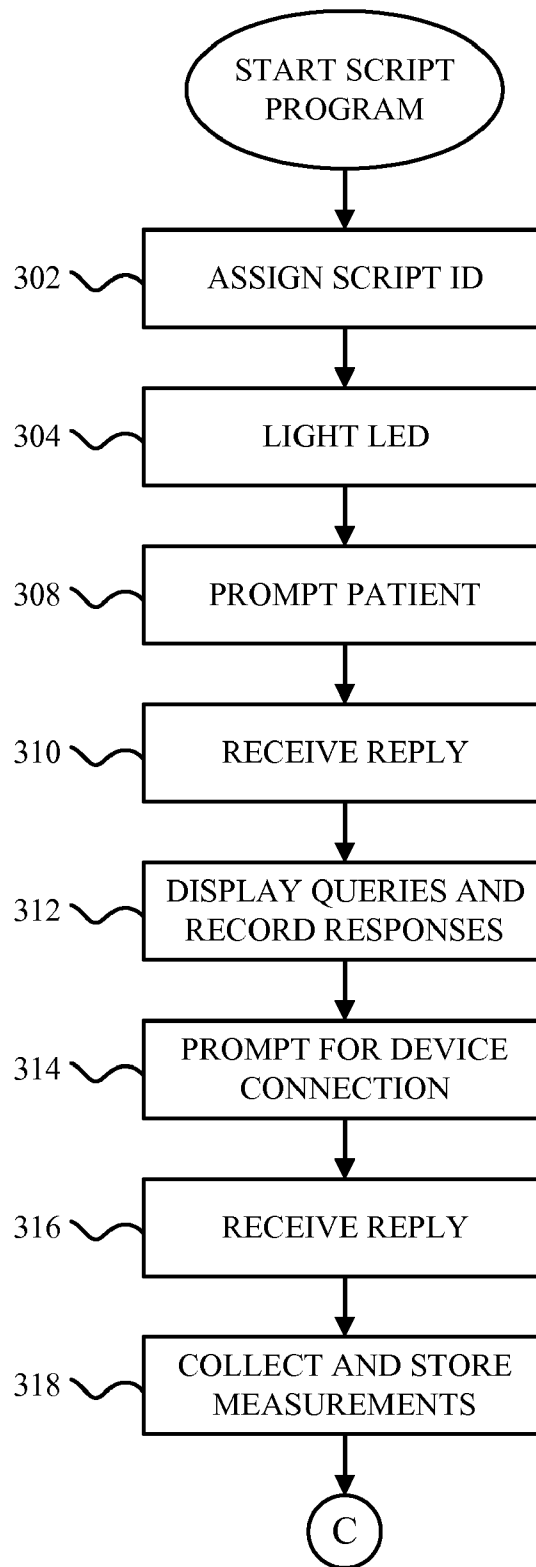 START SCRIPT
PROGRAM
302
ASSIGN SCRIPT ID
304
LIGHT LED
308
PROMPT PATIENT
310
RECEIVE REPLY
312
DISPLAY QUERIES AND
RECORD RESPONSES
314
PROMPT FOR DEVICE
CONNECTION
316
RECEIVE REPLY
318
COLLECT AND STORE
MEASUREMENTS
C